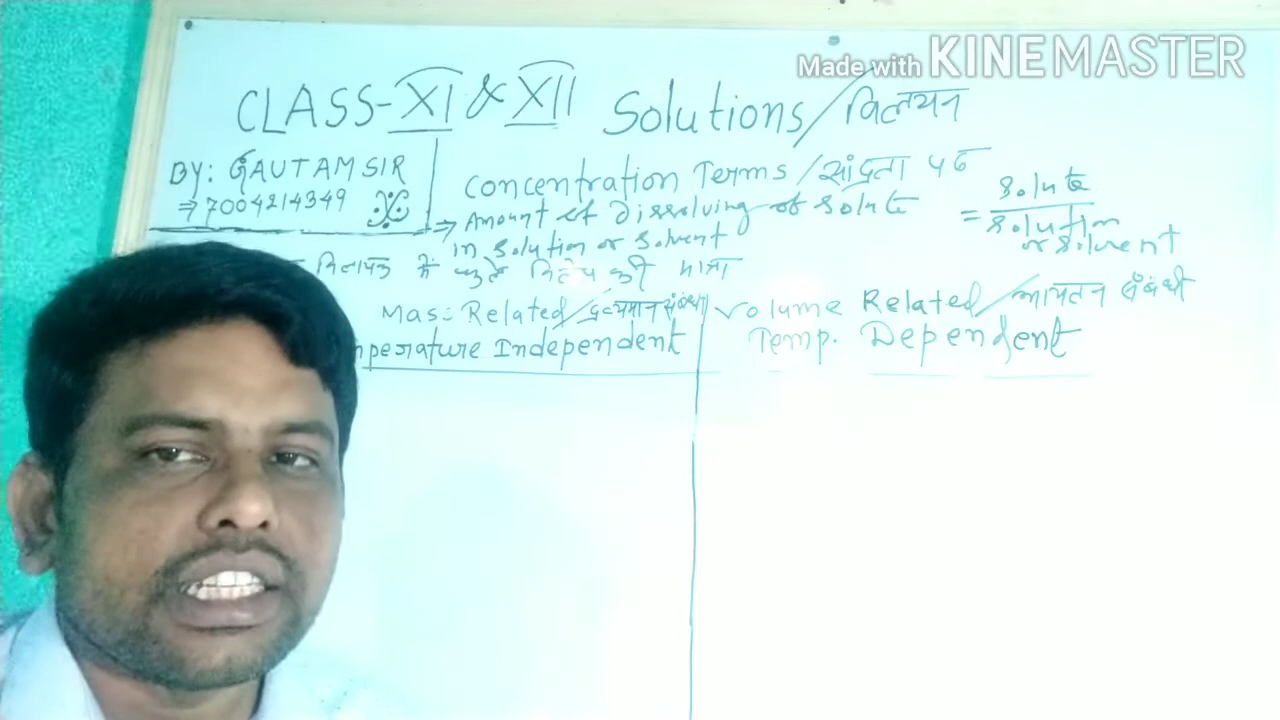 Made with KINEMASTER
CLASS-XI & XII Solutions/विलयन
BY: GAUTAM SIR
⇒ 7004214349
Concentration Terms/सांद्रता पद
⇒ Amount of Dissolving of solute
in solution or solvent
= solute
solution
or solvent
विलायक में घुले विलेय की मात्रा
Mass Related/द्रव्यमान संबंधी
Volume Related/आयतन संबंधी
mperature Independent
Temp. Dependent